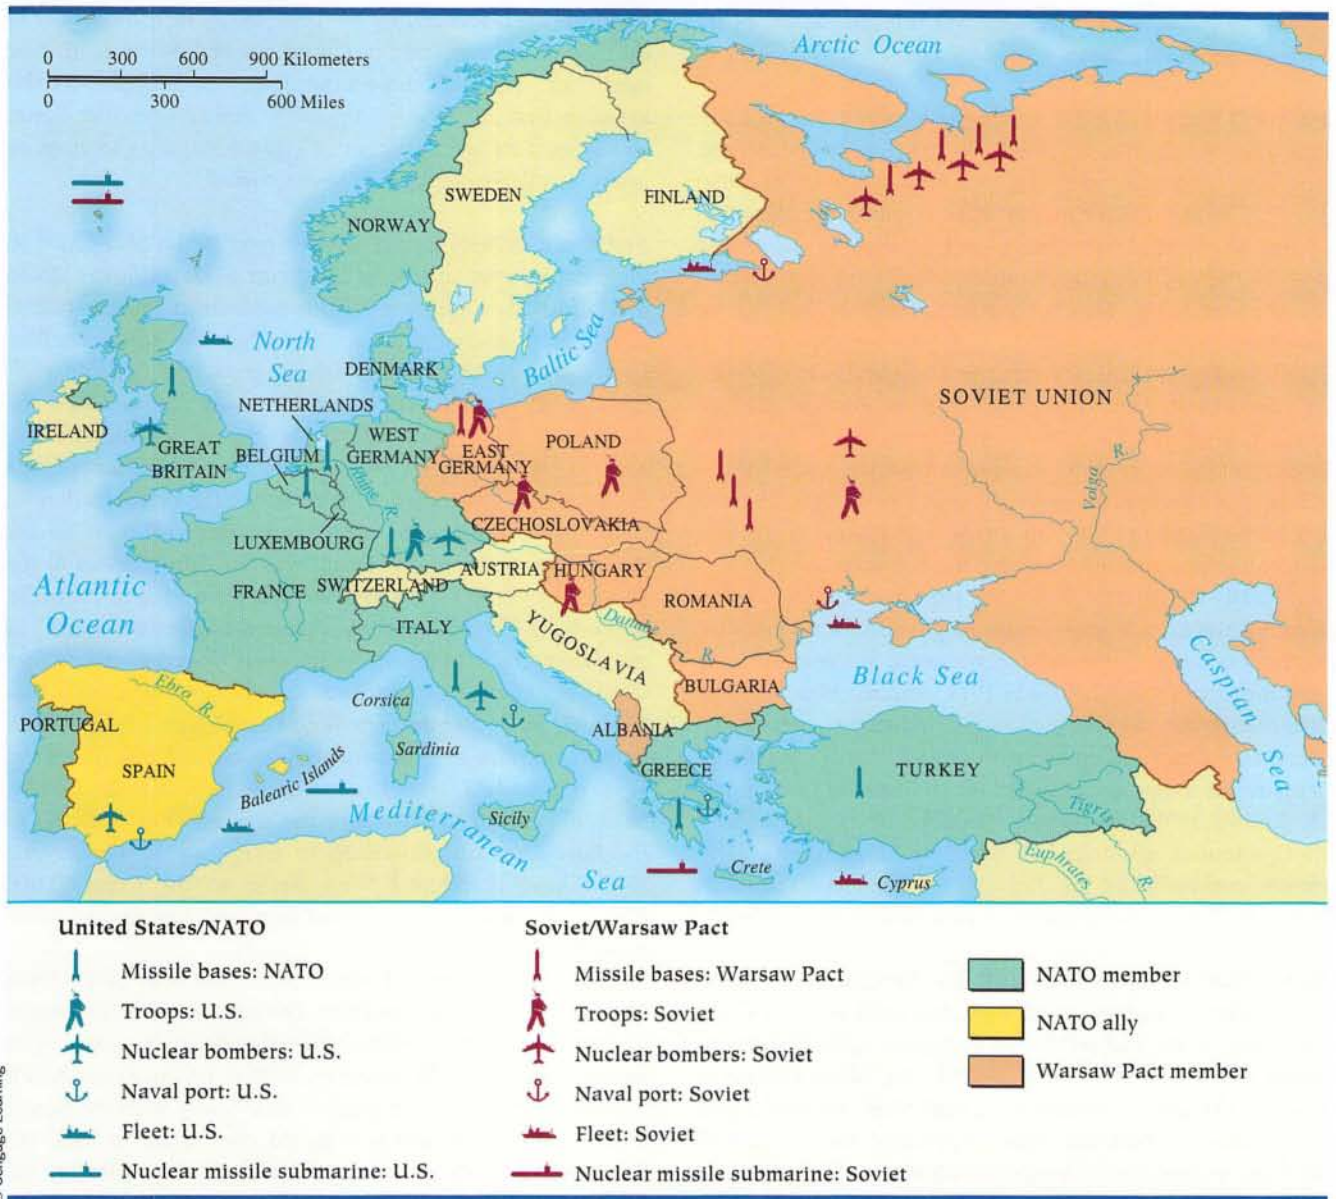 Arctic Ocean
0 300 600 900 Kilometers
0 300 600 Miles
SWEDEN
FINLAND
NORWAY
North
Sea
Baltic Sea
DENMARK
NETHERLANDS
SOVIET UNION
IRELAND
GREAT
BRITAIN
BELGIUM
WEST
GERMANY
EAST
GERMANY
POLAND
Volga
R.
Rhine
R.
CZECHOSLOVAKIA
LUXEMBOURG
Atlantic
Ocean
FRANCE
SWITZERLAND
AUSTRIA
HUNGARY
ROMANIA
ITALY
YUGOSLAVIA
Danube
R.
Black Sea
Caspian
Sea
Ebro R.
Corsica
BULGARIA
PORTUGAL
ALBANIA
SPAIN
Balearic Islands
Sardinia
GREECE
TURKEY
Mediterranean
Sea
Sicily
Tigris
Euphrates
R.
Crete
Cyprus
United States/NATO
Missile bases: NATO
Troops: U.S.
Nuclear bombers: U.S.
Naval port: U.S.
Fleet: U.S.
Nuclear missile submarine: U.S.
Soviet/Warsaw Pact
Missile bases: Warsaw Pact
Troops: Soviet
Nuclear bombers: Soviet
Naval port: Soviet
Fleet: Soviet
Nuclear missile submarine: Soviet
NATO member
NATO ally
Warsaw Pact member
Cengage Learning